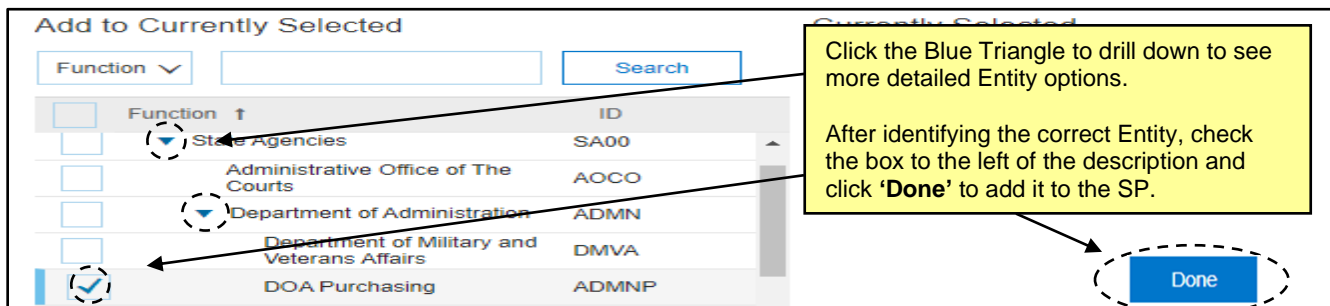 Add to Currently Selected
Currently Selected
Function
Search
Click the Blue Triangle to drill down to see
more detailed Entity options.
After identifying the correct Entity, check
the box to the left of the description and
click ‘Done’ to add it to the SP.
Function ↑ ID
State Agencies SA00
Administrative Office of The
Courts AOCO
Department of Administration ADMN
Department of Military and
Veterans Affairs DMVA
DOA Purchasing ADMNP
Done